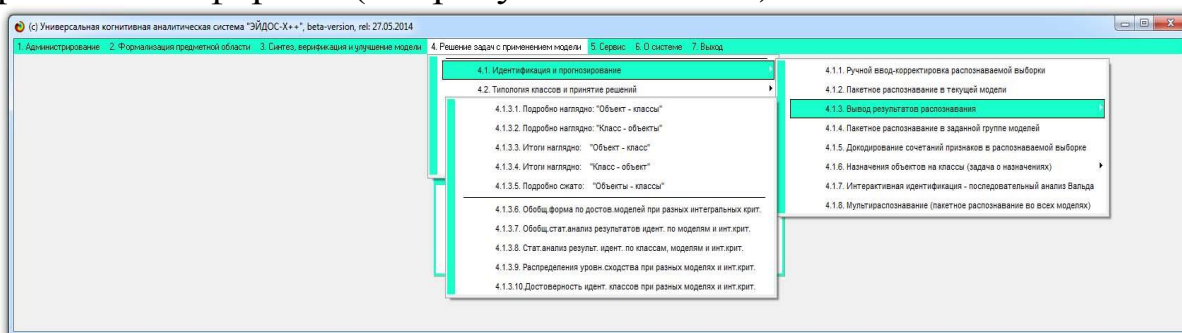 (c) Универсальная когнитивная аналитическая система "ЭЙДОС-X++", beta-version, rel: 27.05.2014
1. Администрирование 2. Формализация предметной области 3. Синтез, верификация и улучшение модели 4. Решение задач с применением модели 5. Сервис 6. О системе 7. Выход
4.1. Идентификация и прогнозирование
4.2. Типология классов и принятие решений
4.1.3.1. Подробно наглядно: "Объект - классы"
4.1.3.2. Подробно наглядно: "Класс - объекты"
4.1.3.3. Итоги наглядно: "Объект - класс"
4.1.3.4. Итоги наглядно: "Класс - объект"
4.1.3.5. Подробно сжато: "Объекты - классы"
4.1.3.6. Обобщ.форма по достов.моделей при разных интегральных крит.
4.1.3.7. Обобщ.стат.анализ результатов идент. по моделям и инт.крит.
4.1.3.8. Стат.анализ результ. идент. по классам, моделям и инт.крит.
4.1.3.9. Распределения уровн.сходства при разных моделях и инт.крит.
4.1.3.10.Достоверность идент. классов при разных моделях и инт.крит.
4.1.1. Ручной ввод-корректировка распознаваемой выборки
4.1.2. Пакетное распознавание в текущей модели
4.1.3. Вывод результатов распознавания
4.1.4. Пакетное распознавание в заданной группе моделей
4.1.5. Докодирование сочетаний признаков в распознаваемой выборке
4.1.6. Назначения объектов на классы (задача о назначениях)
4.1.7. Интерактивная идентификация - последовательный анализ Вальда
4.1.8. Мультираспознавание (пакетное распознавание во всех моделях)